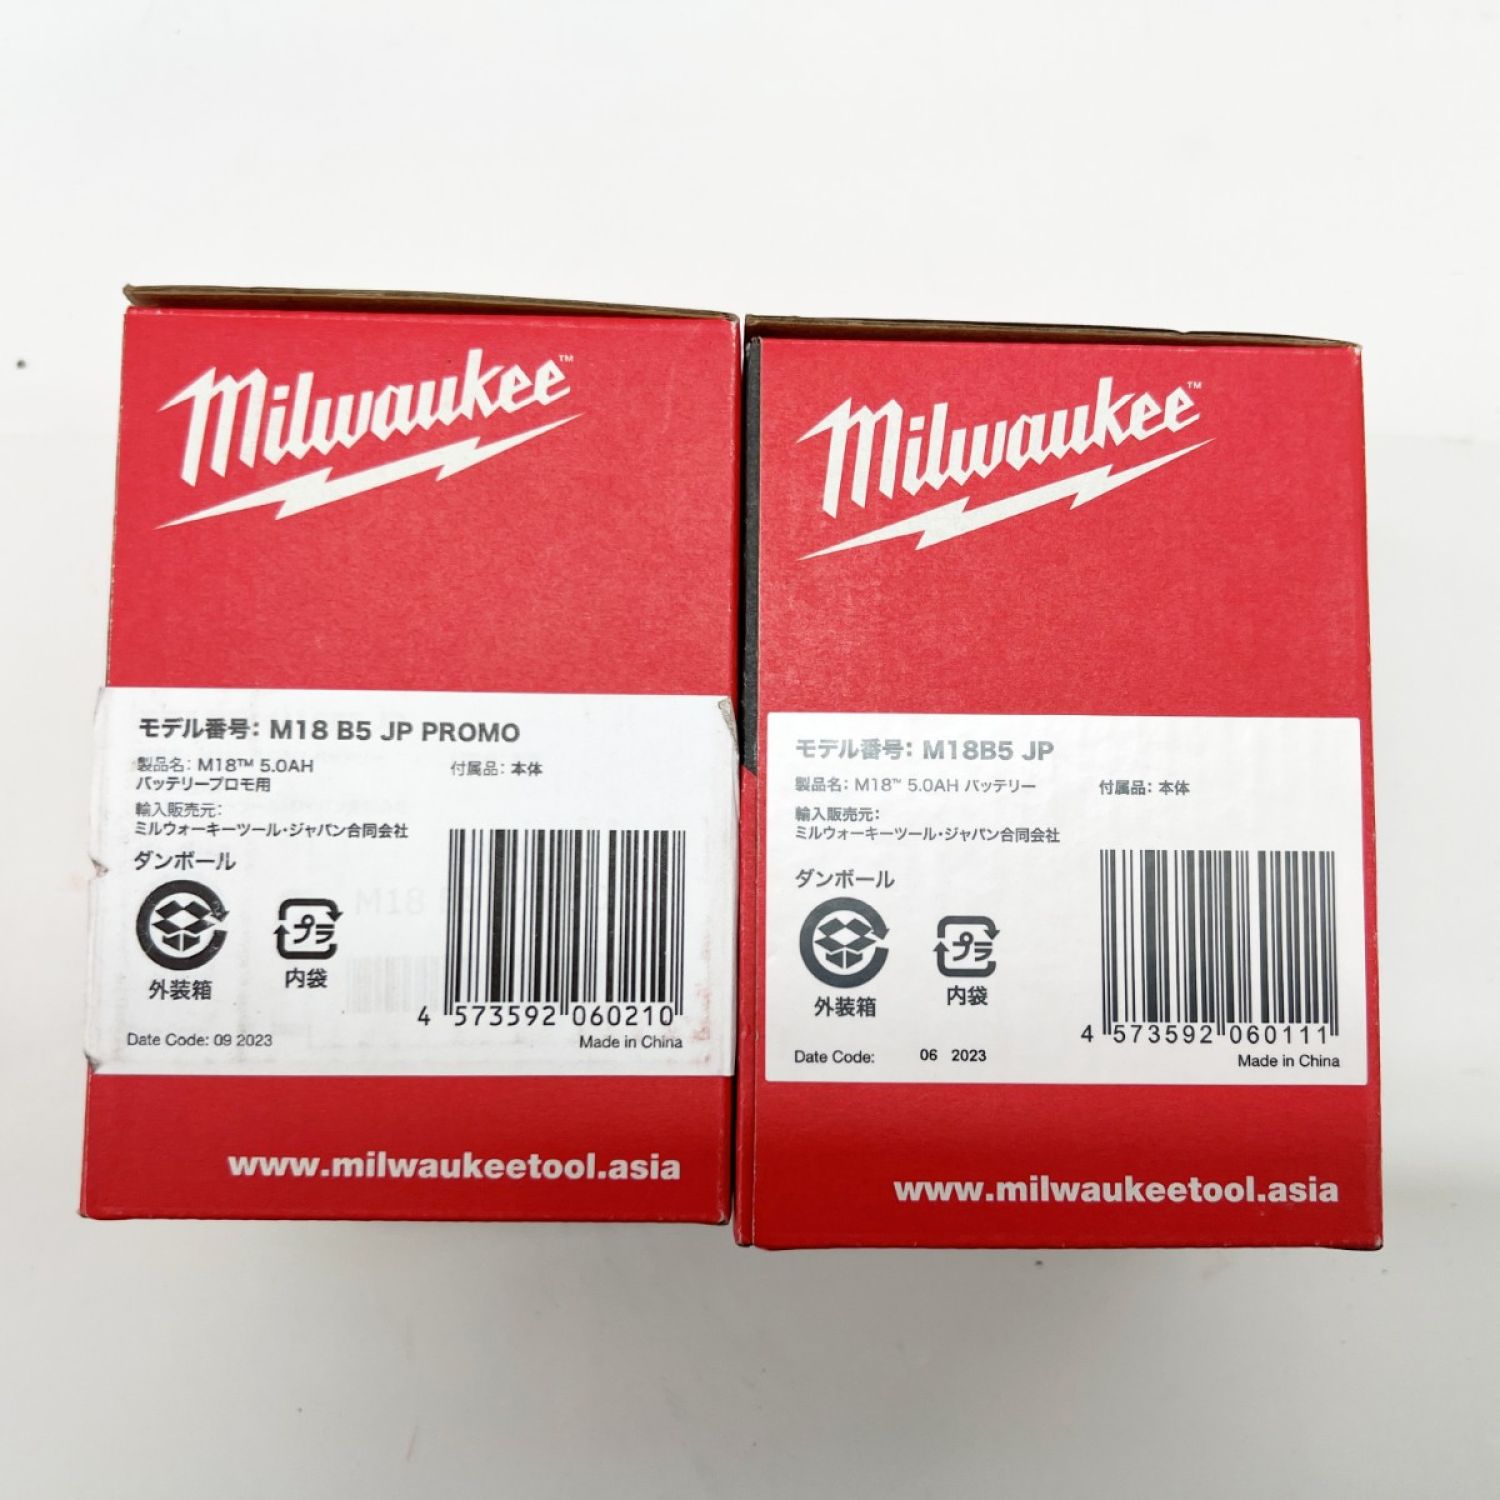 Milwaukee™
モデル番号: M18 B5 JP PROMO
製品名: M18™ 5.0AH
バッテリープロモ用
付属品: 本体
輸入販売元:
ミルウォーキーツール・ジャパン合同会社
ダンボール
外装箱
プラ
内袋
4 573592 060210
Date Code: 09 2023
Made in China
www.milwaukeetool.asia
Milwaukee™
モデル番号: M18B5 JP
製品名: M18™ 5.0AH バッテリー
付属品: 本体
輸入販売元:
ミルウォーキーツール・ジャパン合同会社
ダンボール
外装箱
プラ
内袋
4 573592 060111
Date Code: 06 2023
Made in China
www.milwaukeetool.asia